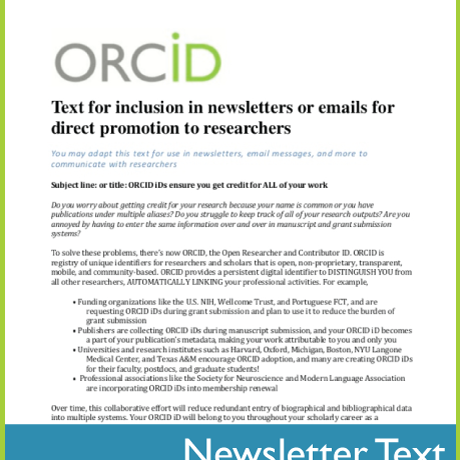 ORCID
Text for inclusion in newsletters or emails for
direct promotion to researchers
You may adapt this text for use in newsletters, email messages, and more to
communicate with researchers
Subject line: or title: ORCID iDs ensure you get credit for ALL of your work
Do you worry about getting credit for your research because your name is common or you have
publications under multiple aliases? Do you struggle to keep track of all of your research outputs? Are you
annoyed by having to enter the same information over and over in manuscript and grant submission
systems?
To solve these problems, there's now ORCID, the Open Researcher and Contributor ID. ORCID is
registry of unique identifiers for researchers and scholars that is open, non-proprietary, transparent,
mobile, and community-based. ORCID provides a persistent digital identifier to DISTINGUISH YOU from
all other researchers, AUTOMATICALLY LINKING your professional activities. For example,
• Funding organizations like the U.S. NIH, Wellcome Trust, and Portuguese FCT, and are
requesting ORCID iDs during grant submission and plan to use it to reduce the burden of
grant submission
• Publishers are collecting ORCID iDs during manuscript submission, and your ORCID iD becomes
a part of your publication's metadata, making your work attributable to you and only you
• Universities and research institutes such as Harvard, Oxford, Michigan, Boston, NYU Langone
Medical Center, and Texas A&M encourage ORCID adoption, and many are creating ORCID iDs
for their faculty, postdocs, and graduate students!
• Professional associations like the Society for Neuroscience and Modern Language Association
are incorporating ORCID iDs into membership renewal
Over time, this collaborative effort will reduce redundant entry of biographical and bibliographical data
into multiple systems. Your ORCID iD will belong to you throughout your scholarly career as a
Newsletter Text